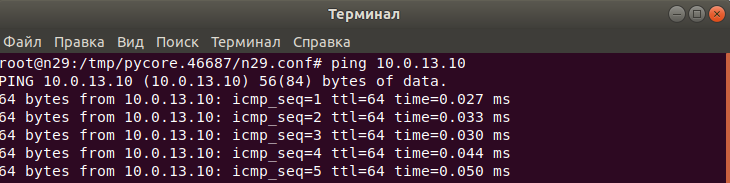 Терминал
Файл Правка Вид Поиск Терминал Справка
root@n29:/tmp/pycore.46687/n29.conf# ping 10.0.13.10
PING 10.0.13.10 (10.0.13.10) 56(84) bytes of data.
64 bytes from 10.0.13.10: icmp_seq=1 ttl=64 time=0.027 ms
64 bytes from 10.0.13.10: icmp_seq=2 ttl=64 time=0.033 ms
64 bytes from 10.0.13.10: icmp_seq=3 ttl=64 time=0.030 ms
64 bytes from 10.0.13.10: icmp_seq=4 ttl=64 time=0.044 ms
64 bytes from 10.0.13.10: icmp_seq=5 ttl=64 time=0.050 ms